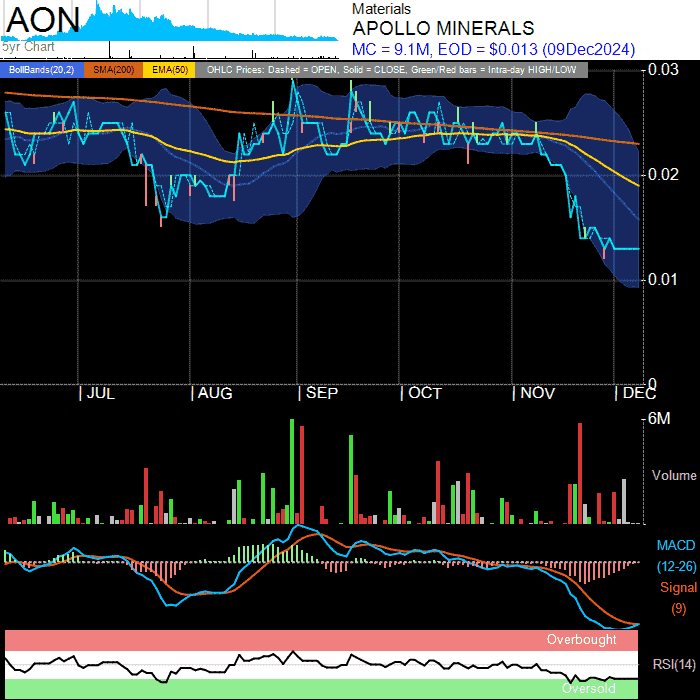 AON
5yr Chart
Materials
APOLLO MINERALS
MC = 9.1M, EOD = $0.013 (09Dec2024)
BollBands(20,2) SMA(200) EMA(50) OHLC Prices: Dashed = OPEN, Solid = CLOSE, Green/Red bars = Intra-day HIGH/LOW
0.03
0.02
0.01
0
JUL AUG SEP OCT NOV DEC
6M
Volume
MACD
(12-26)
Signal
(9)
Overbought
RSI(14)
Oversold